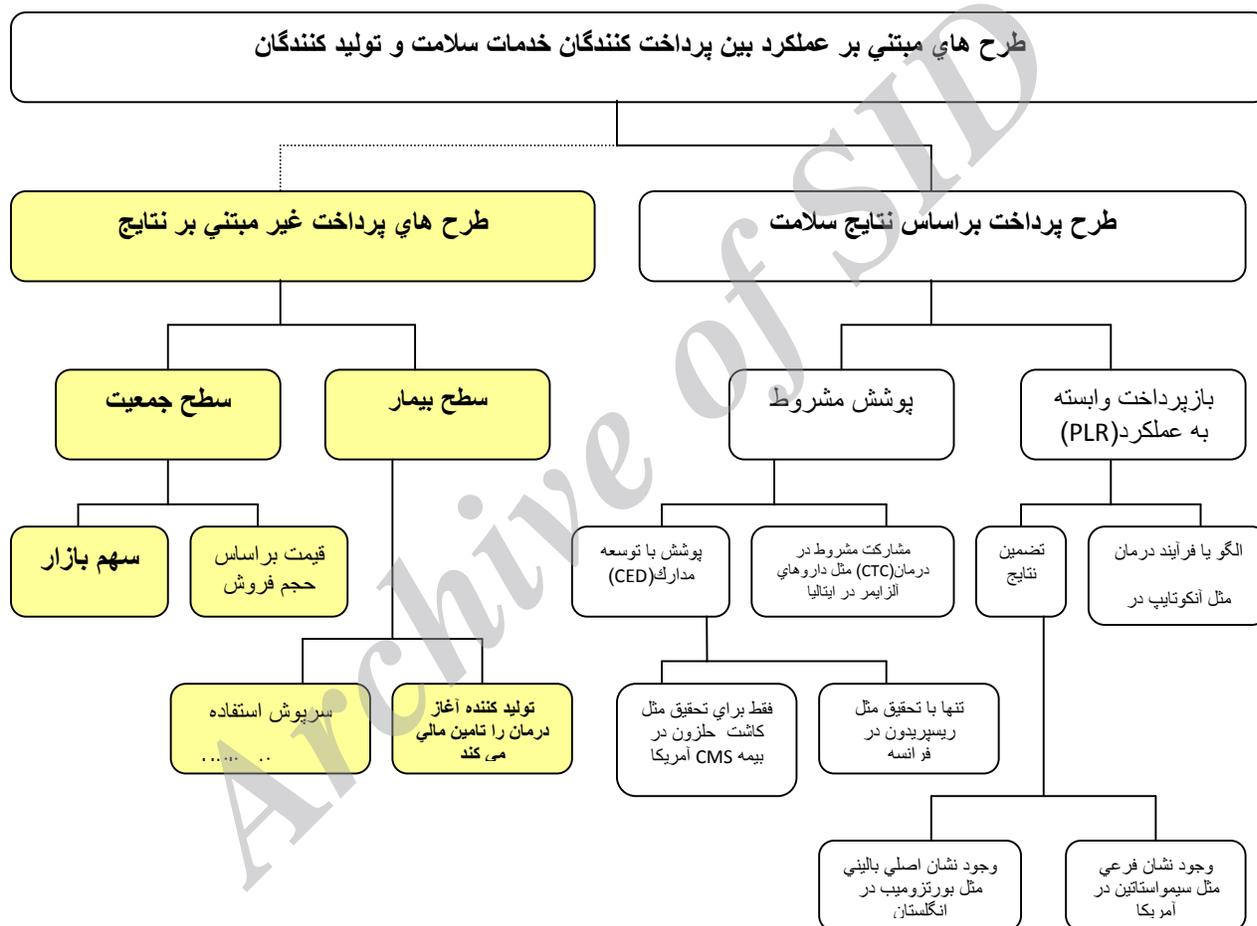 طرح هاي مبتني بر عملكرد بين پرداخت كنندگان خدمات سلامت و توليد كنندگان
طرح پرداخت براساس نتايج سلامت
طرح هاي پرداخت غير مبتني بر نتايج
بازپرداخت وابسته
به عملكرد(PLR)
پوشش مشروط
سطح بيمار
سطح جمعيت
الگو يا فرآيند درمان
مثل آنكوتايپ در
تضمين
نتايج
مشاركت مشروط در
درمان(CTC) مثل داروهاي
آلزايمر در ايتاليا
پوشش با توسعه
مدارك(CED)
قيمت براساس
حجم فروش
سهم بازار
تنها با تحقيق مثل
ريسپريدون در
فرانسه
فقط براي تحقيق مثل
كاشت حلزون در
بيمه CMS آمريكا
توليد كننده آغاز
درمان را تامين مالي
مي كند
سرپوش استفاده
وجود نشان فرعي
مثل سيمواستاتين در
آمريكا
وجود نشان اصلي باليني
مثل بورتزوميب در
انگلستان
Archive of SID